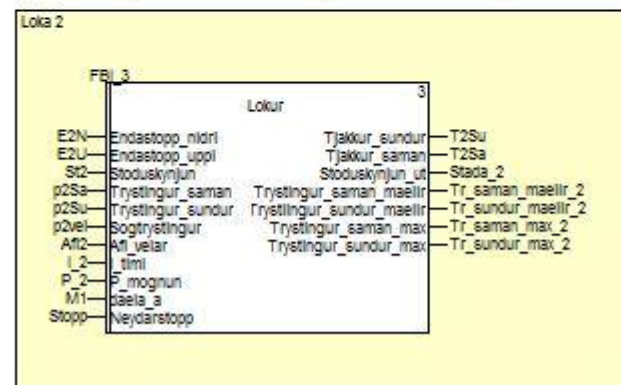 Loka 2
FBI_3
3
Lokur
E2N Endastopp_nidri Tjakkur_sundur T2Su
E2U Endastopp_uppi Tjakkur_saman T2Sa
St2 Stoduskynjun Stoduskynjun_ut Stada_2
p2Sa Trystingur_saman Trystingur_saman_maelir Tr_saman_maelir_2
p2Su Trystingur_sundur Trystingur_sundur_maelir Tr_sundur_maelir_2
p2vel Sogtrystingur Trystingur_saman_max Tr_saman_max_2
Afl2 Afl_velar Trystingur_sundur_max Tr_sundur_max_2
I_2 I_timi
P_2 P_mognun
M1 daela_a
Stopp Neydarstopp